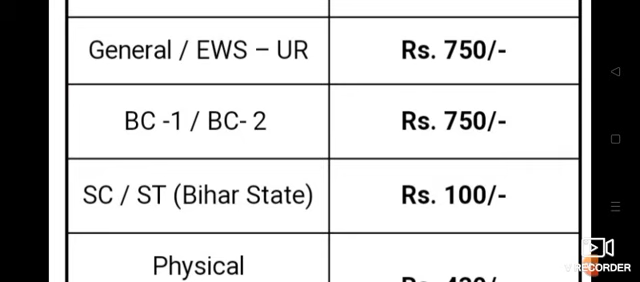 General / EWS – UR
Rs. 750/-
BC -1 / BC- 2
Rs. 750/-
SC / ST (Bihar State)
Rs. 100/-
Physical
RECORDER